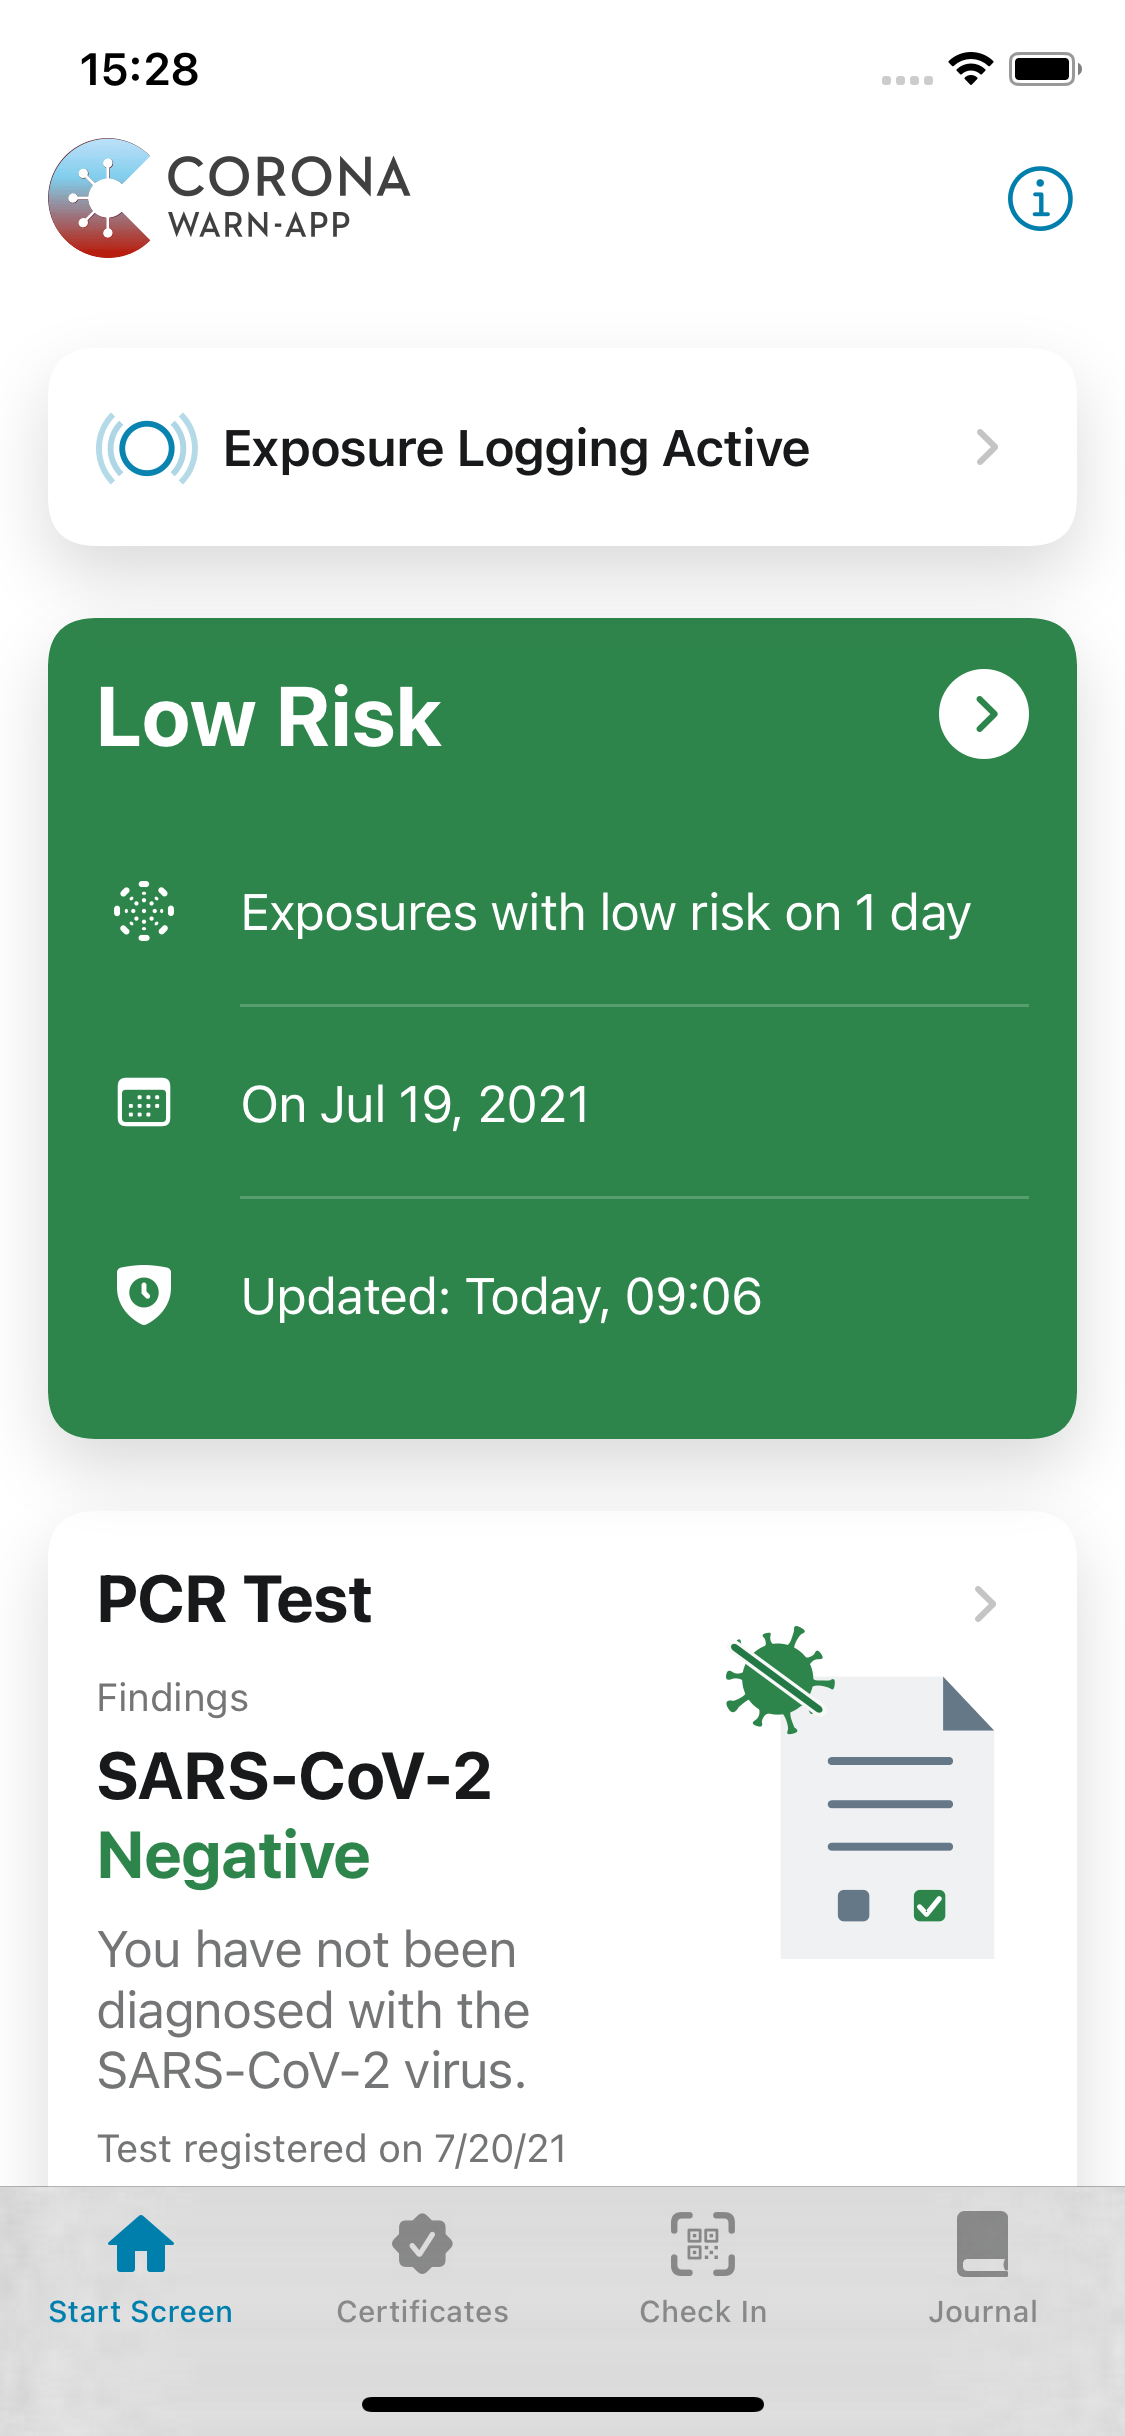 15:28
CORONA
WARN-APP
Exposure Logging Active
Low Risk
Exposures with low risk on 1 day
On Jul 19, 2021
Updated: Today, 09:06
PCR Test
Findings
SARS-CoV-2
Negative
You have not been
diagnosed with the
SARS-CoV-2 virus.
Test registered on 7/20/21
Start Screen
Certificates
Check In
Journal